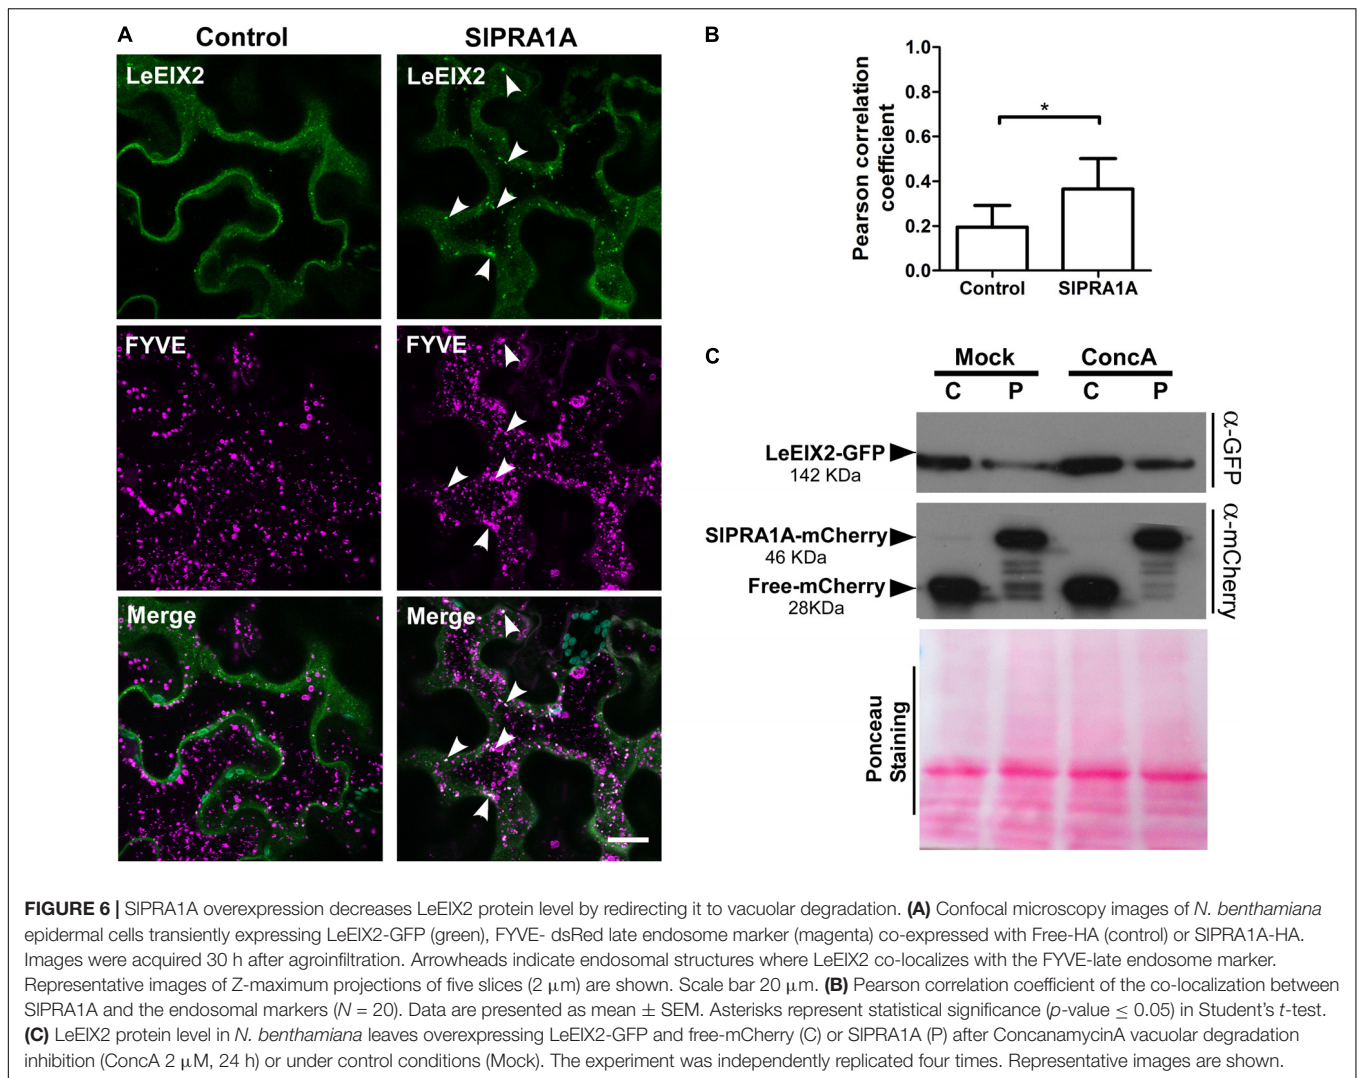 A
Control
SlPRA1A
LeEIX2
LeEIX2
FYVE
FYVE
Merge
Merge
B
Pearson correlation
coefficient
1.0
0.8
0.6
0.4
0.2
0.0
*
Control
SlPRA1A
C
Mock
ConcA
C
P
C
P
LeEIX2-GFP
142 KDa
α-GFP
SlPRA1A-mCherry
46 KDa
Free-mCherry
28KDa
α-mCherry
Ponceau
Staining
FIGURE 6 | SlPRA1A overexpression decreases LeEIX2 protein level by redirecting it to vacuolar degradation. (A) Confocal microscopy images of N. benthamiana
epidermal cells transiently expressing LeEIX2-GFP (green), FYVE- dsRed late endosome marker (magenta) co-expressed with Free-HA (control) or SlPRA1A-HA.
Images were acquired 30 h after agroinfiltration. Arrowheads indicate endosomal structures where LeEIX2 co-localizes with the FYVE-late endosome marker.
Representative images of Z-maximum projections of five slices (2 μm) are shown. Scale bar 20 μm. (B) Pearson correlation coefficient of the co-localization between
SlPRA1A and the endosomal markers (N = 20). Data are presented as mean ± SEM. Asterisks represent statistical significance (p-value ≤ 0.05) in Student's t-test.
(C) LeEIX2 protein level in N. benthamiana leaves overexpressing LeEIX2-GFP and free-mCherry (C) or SlPRA1A (P) after ConcanamycinA vacuolar degradation
inhibition (ConcA 2 μM, 24 h) or under control conditions (Mock). The experiment was independently replicated four times. Representative images are shown.